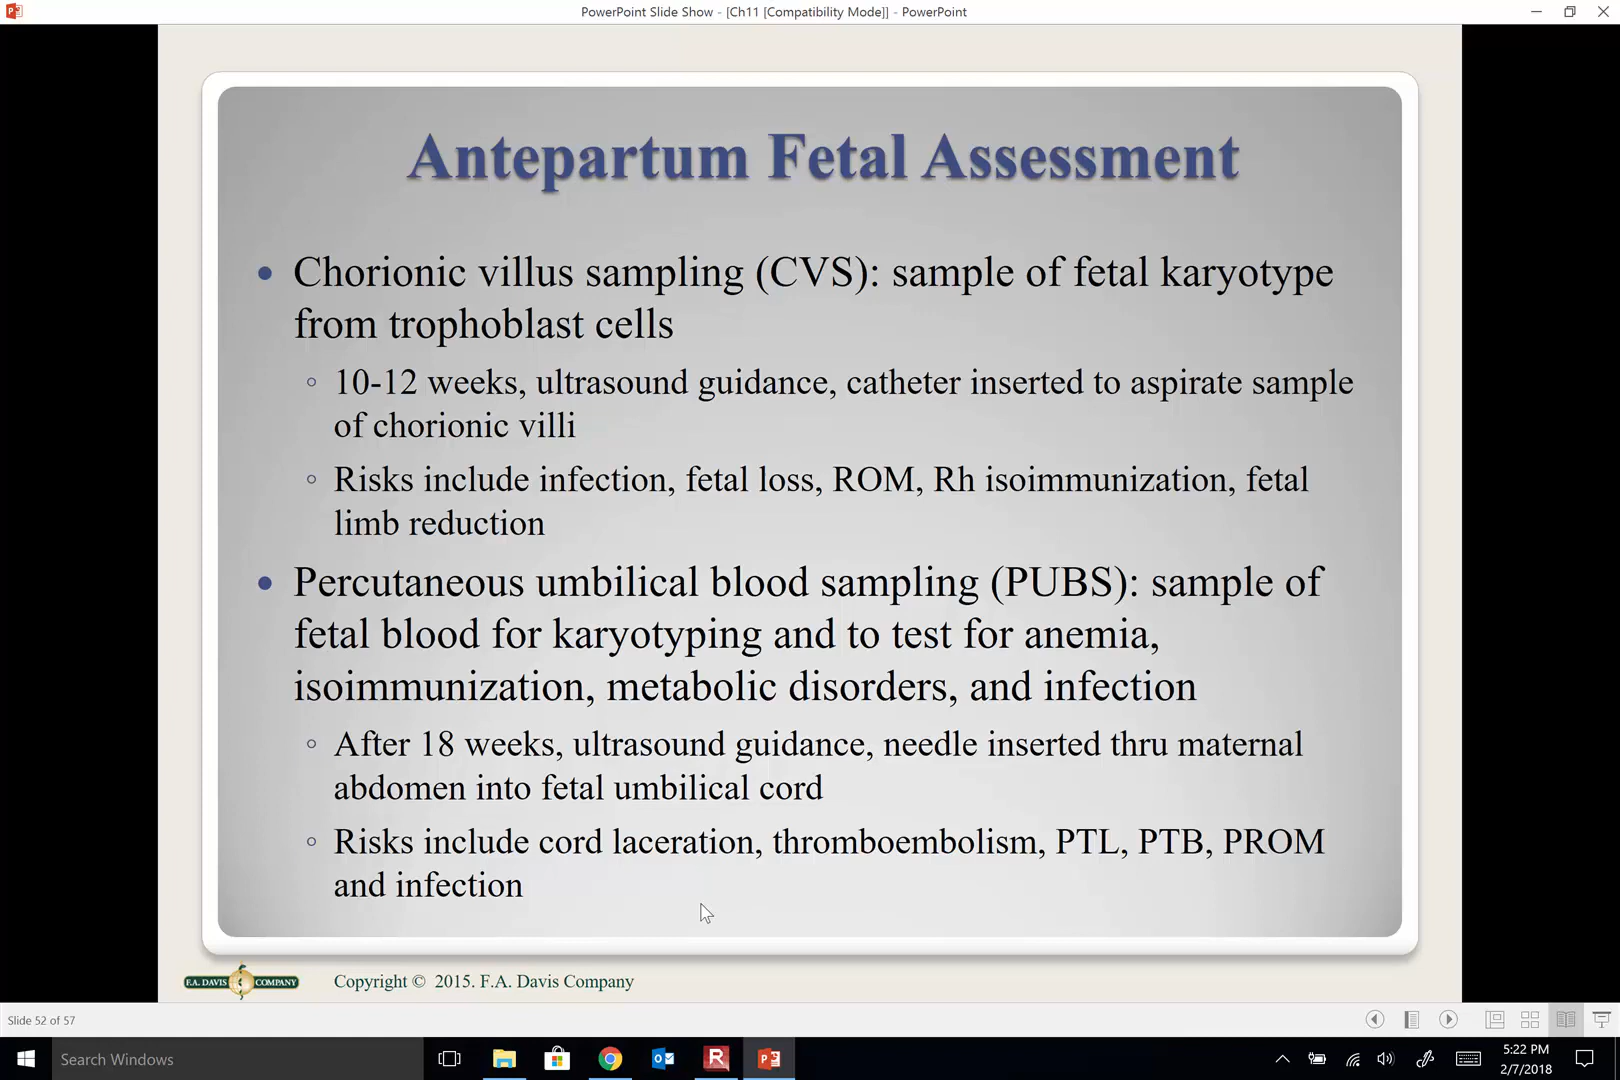 PowerPoint Slide Show - [Ch11 [Compatibility Mode]] - PowerPoint
Antepartum Fetal Assessment
Chorionic villus sampling (CVS): sample of fetal karyotype
from trophoblast cells
10-12 weeks, ultrasound guidance, catheter inserted to aspirate sample
of chorionic villi
Risks include infection, fetal loss, ROM, Rh isoimmunization, fetal
limb reduction
Percutaneous umbilical blood sampling (PUBS): sample of
fetal blood for karyotyping and to test for anemia,
isoimmunization, metabolic disorders, and infection
After 18 weeks, ultrasound guidance, needle inserted thru maternal
abdomen into fetal umbilical cord
Risks include cord laceration, thromboembolism, PTL, PTB, PROM
and infection
F.A. DAVIS COMPANY
Copyright © 2015. F.A. Davis Company
Slide 52 of 57
Search Windows
5:22 PM
2/7/2018